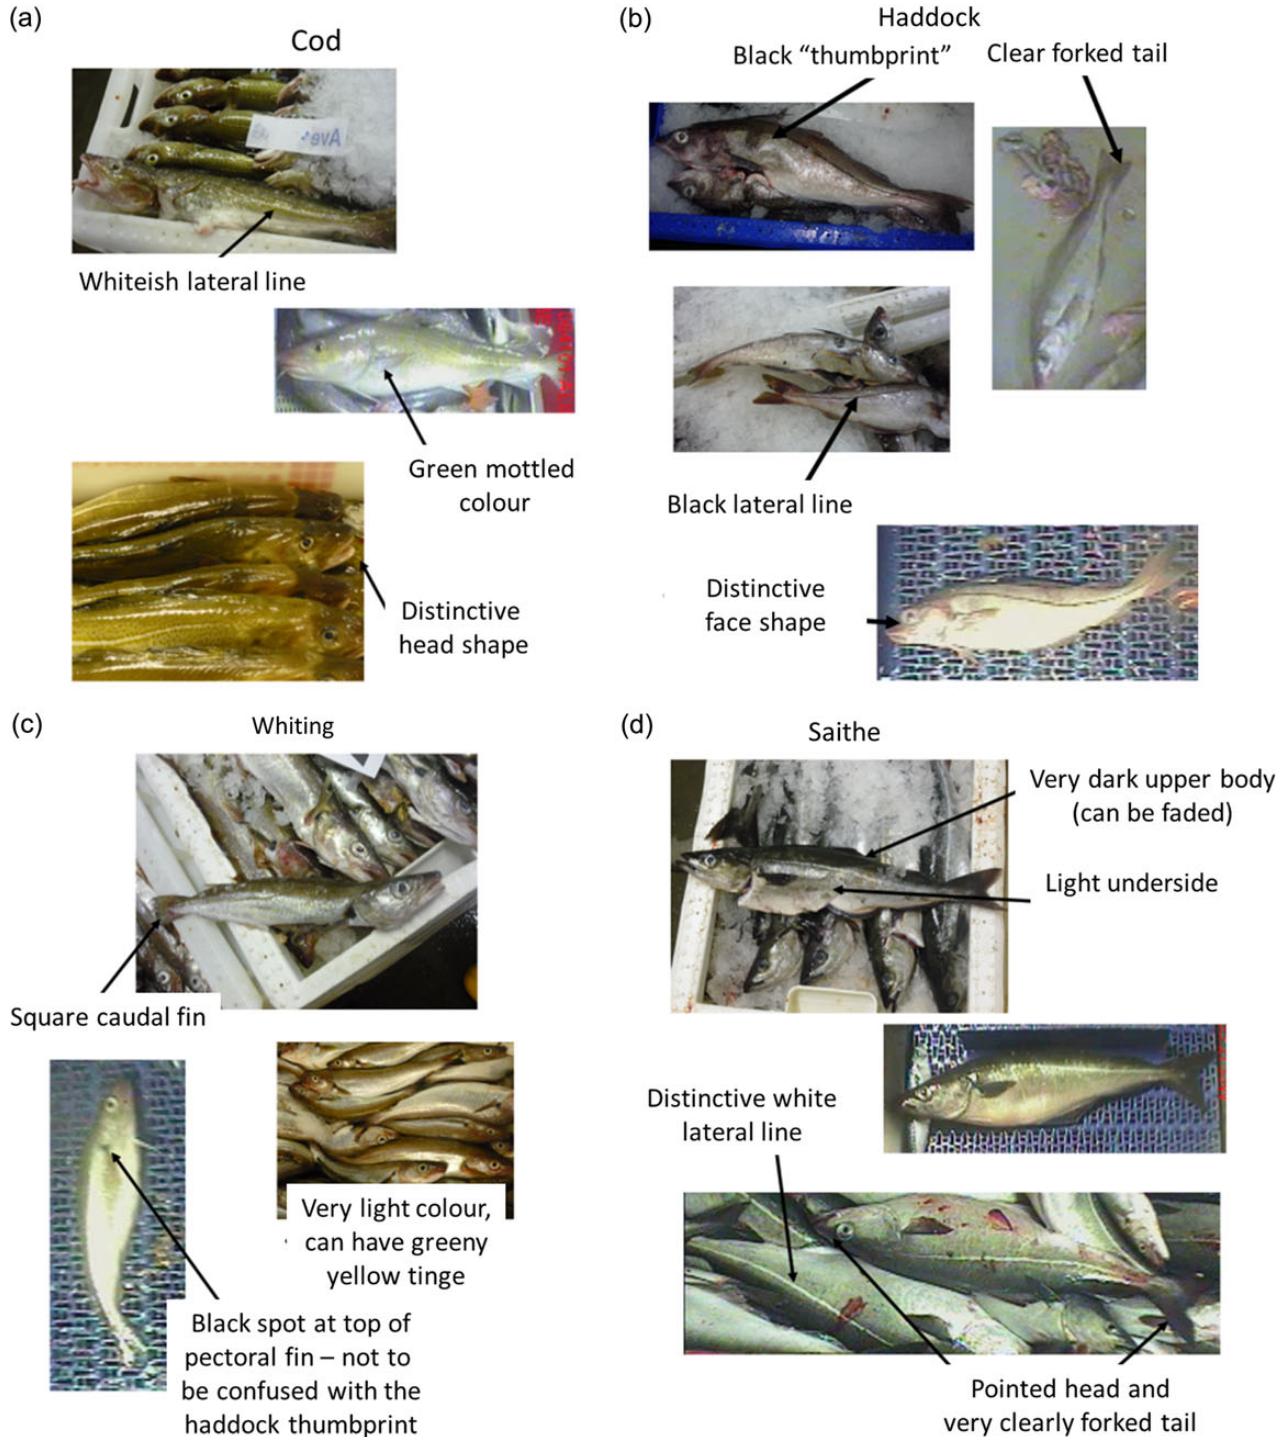 (a)
Cod
Whiteish lateral line
Green mottled
colour
Distinctive
head shape
(b)
Haddock
Black “thumbprint”
Clear forked tail
Black lateral line
Distinctive
face shape
(c)
Whiting
Square caudal fin
Very light colour,
can have greeny
yellow tinge
Black spot at top of
pectoral fin – not to
be confused with the
haddock thumbprint
(d)
Saithe
Very dark upper body
(can be faded)
Light underside
Distinctive white
lateral line
Pointed head and
very clearly forked tail